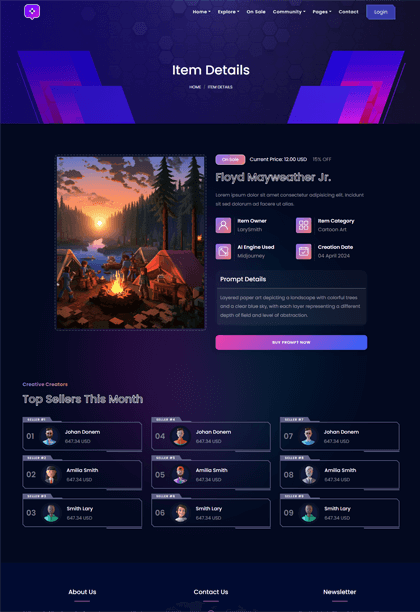 Home Explore On Sale Community Pages Contact Login
Item Details
HOME | ITEM DETAILS
On Sale Current Price: 12.00 USD 15% OFF
Floyd Mayweather Jr.
Lorem ipsum dolor sit amet consectetur adipisicing elit. Incidunt
sed dolorum ad facere ut alias.
Item Owner
LarySmith
Item Category
Cartoon Art
AI Engine Used
Midjourney
Creation Date
04 April 2024
Prompt Details
Layered paper art depicting a landscape with colorful trees
and a clear blue sky, with each layer representing a different
depth of field and level of abstraction.
BUY PROMPT NOW
Creative Creators
Top Sellers This Month
SELLER #1
01 Johan Donem
647.34 USD
SELLER #4
04 Johan Donem
647.34 USD
SELLER #7
07 Johan Donem
647.34 USD
SELLER #2
02 Amilia Smith
647.34 USD
SELLER #5
05 Amilia Smith
647.34 USD
SELLER #8
08 Amilia Smith
647.34 USD
SELLER #3
03 Smith Lary
647.34 USD
SELLER #6
06 Smith Lary
647.34 USD
SELLER #9
09 Smith Lary
647.34 USD
About Us
Contact Us
Newsletter